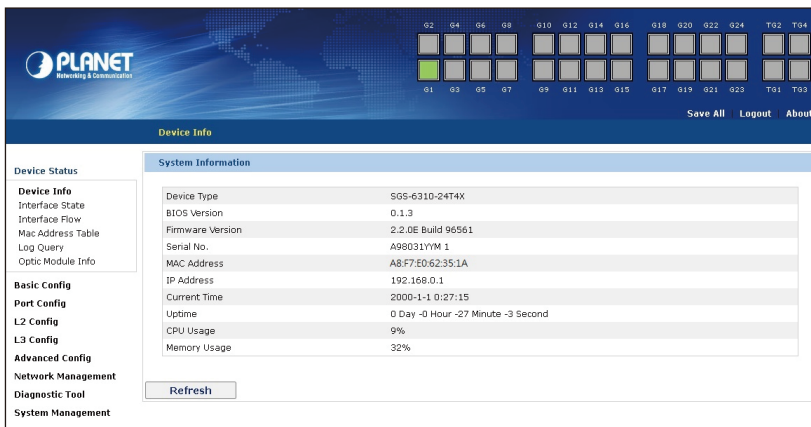 G2 G4 G6 G8 G10 G12 G14 G16 G18 G20 G22 G24 TG2 TG4
PLANET
Networking & Communication
G1 G3 G5 G7 G9 G11 G13 G15 G17 G19 G21 G23 TG1 TG3
Save All Logout About
Device Info
Device Status
Device Info
Interface State
Interface Flow
Mac Address Table
Log Query
Optic Module Info
Basic Config
Port Config
L2 Config
L3 Config
Advanced Config
Network Management
Diagnostic Tool
System Management
System Information
Device Type SGS-6310-24T4X
BIOS Version 0.1.3
Firmware Version 2.2.0E Build 96561
Serial No. A98031YYM 1
MAC Address A8:F7:E0:62:35:1A
IP Address 192.168.0.1
Current Time 2000-1-1 0:27:15
Uptime 0 Day -0 Hour -27 Minute -3 Second
CPU Usage 9%
Memory Usage 32%
Refresh